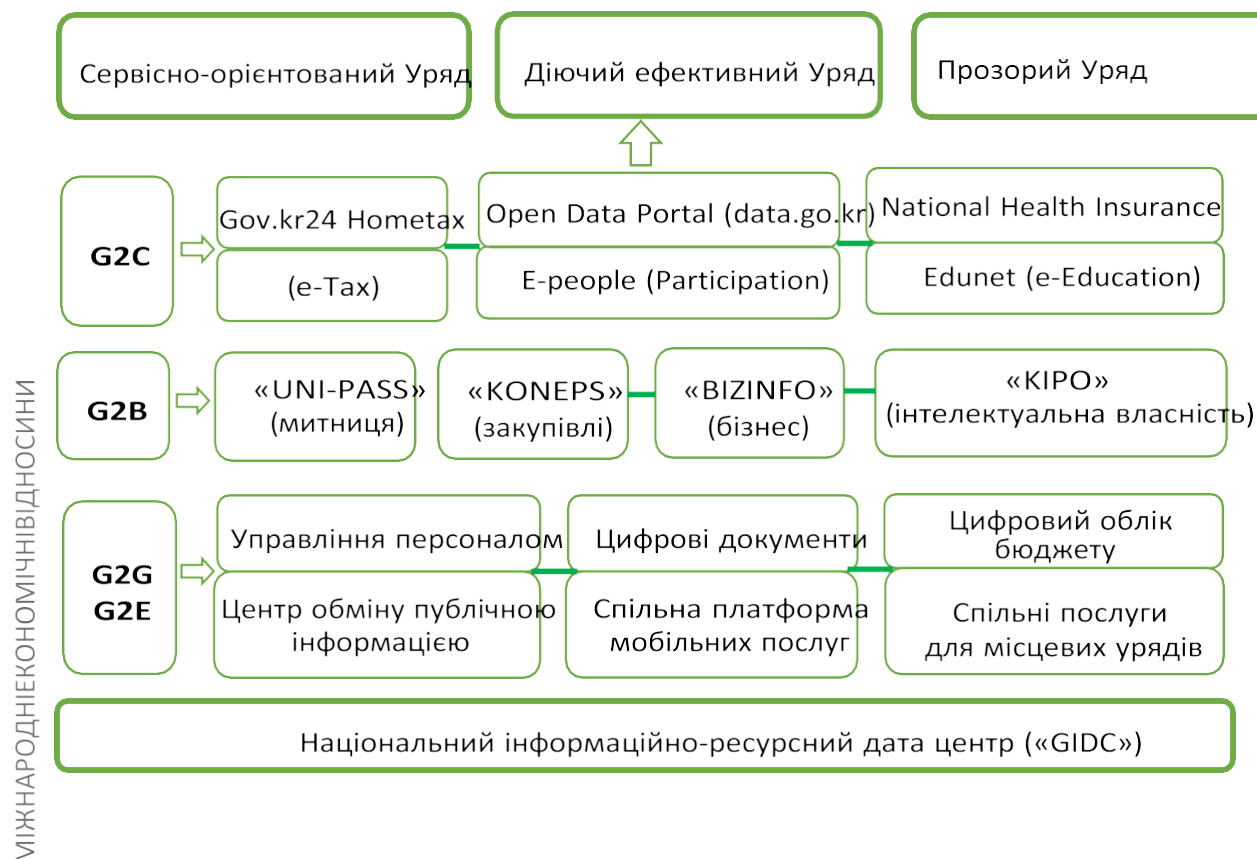 Сервісно-орієнтований Уряд
Діючий ефективний Уряд
Прозорий Уряд
G2C
Gov.kr24 Hometax
(e-Tax)
Open Data Portal (data.go.kr)
E-people (Participation)
National Health Insurance
Edunet (e-Education)
G2B
«UNI-PASS»
(митниця)
«KONEPS»
(закупівлі)
«BIZINFO»
(бізнес)
«KIPO»
(інтелектуальна власність)
G2G
G2E
Управління персоналом
Центр обміну публічною
інформацією
Цифрові документи
Спільна платформа
мобільних послуг
Цифровий облік
бюджету
Спільні послуги
для місцевих урядів
Національний інформаційно-ресурсний дата центр («GIDC»)
МІЖНАРОДНІЕКОНОМІЧНІВІДНОСИНИ